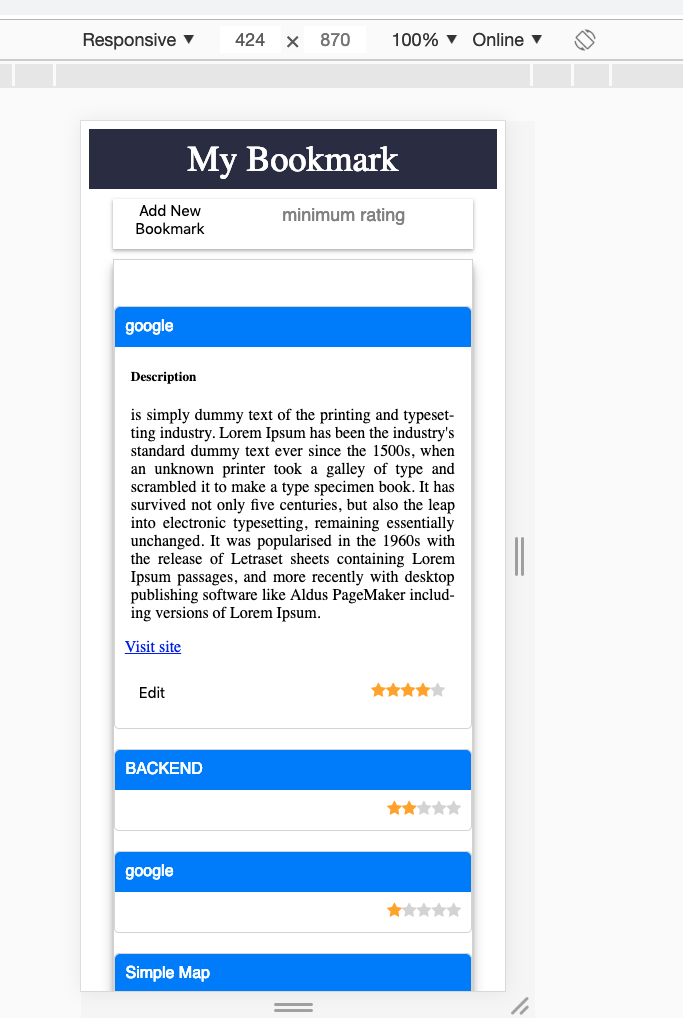 Responsive ▼ 424 × 870 100% ▼ Online ▼
My Bookmark
Add New
Bookmark
minimum rating
google
Description
is simply dummy text of the printing and typeset-
ting industry. Lorem Ipsum has been the industry's
standard dummy text ever since the 1500s, when
an unknown printer took a galley of type and
scrambled it to make a type specimen book. It has
survived not only five centuries, but also the leap
into electronic typesetting, remaining essentially
unchanged. It was popularised in the 1960s with
the release of Letraset sheets containing Lorem
Ipsum passages, and more recently with desktop
publishing software like Aldus PageMaker includ-
ing versions of Lorem Ipsum.
Visit site
Edit
BACKEND
google
Simple Map